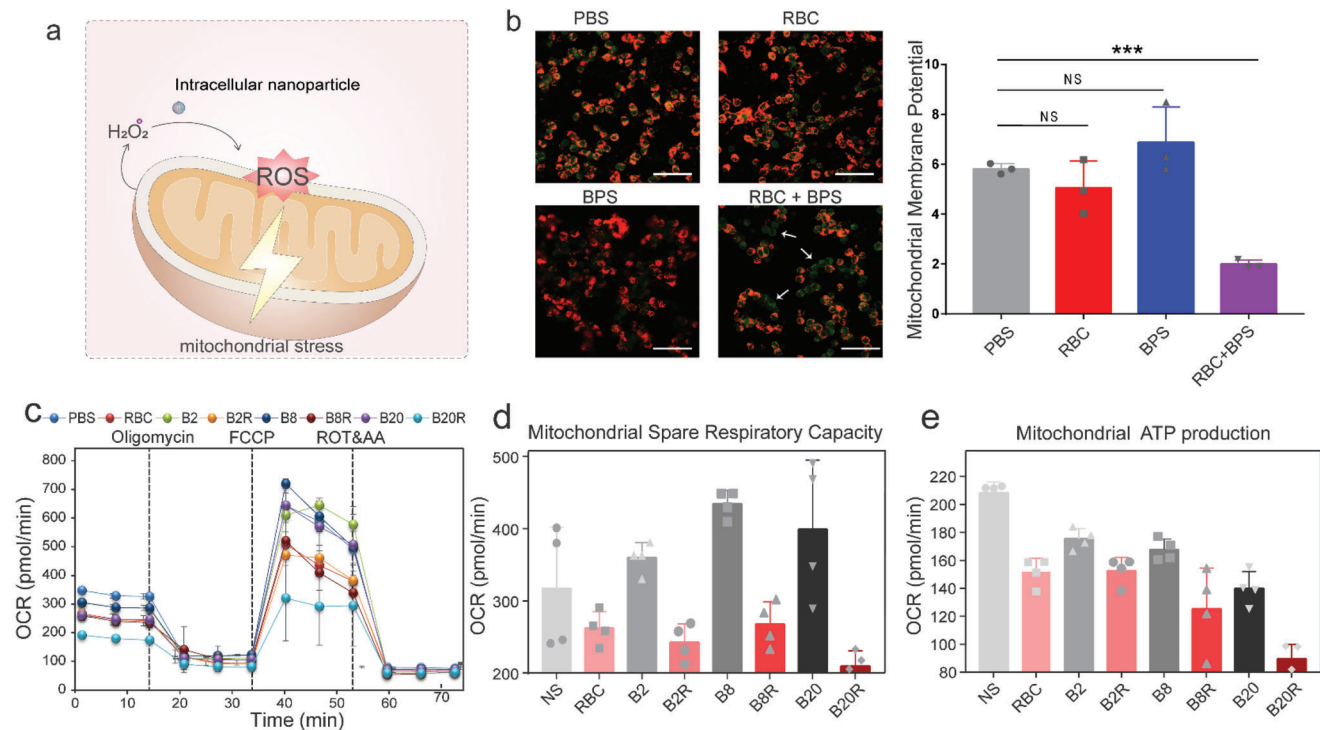 a
Intracellular nanoparticle
H₂O₂
ROS
mitochondrial stress
b
PBS
RBC
BPS
RBC + BPS
Mitochondrial Membrane Potential
10
8
6
4
2
0
***
NS
NS
PBS
RBC
BPS
RBC+BPS
c
PBS RBC B2 B2R B8 B8R B20 B20R
Oligomycin FCCP ROT&AA
OCR (pmol/min)
800
700
600
500
400
300
200
100
0
0 10 20 30 40 50 60 70
Time (min)
d
Mitochondrial Spare Respiratory Capacity
OCR (pmol/min)
500
400
300
200
NS
RBC
B2
B2R
B8
B8R
B20
B20R
e
Mitochondrial ATP production
OCR (pmol/min)
220
200
180
160
140
120
100
80
NS
RBC
B2
B2R
B8
B8R
B20
B20R